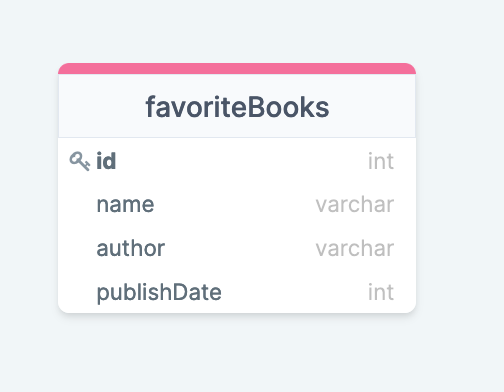 favoriteBooks
id int
name varchar
author varchar
publishDate int